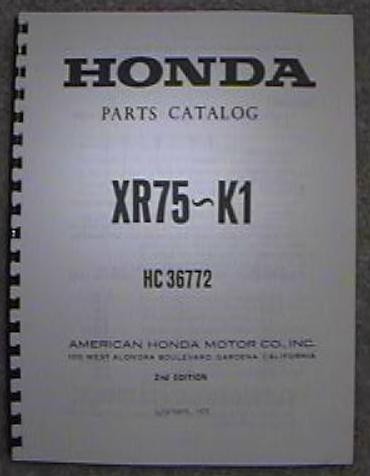 HONDA
PARTS CATALOG
XR75~K1
HC 36772
AMERICAN HONDA MOTOR CO., INC.
100 WEST ALONDRA BOULEVARD, GARDENA, CALIFORNIA
2nd EDITION